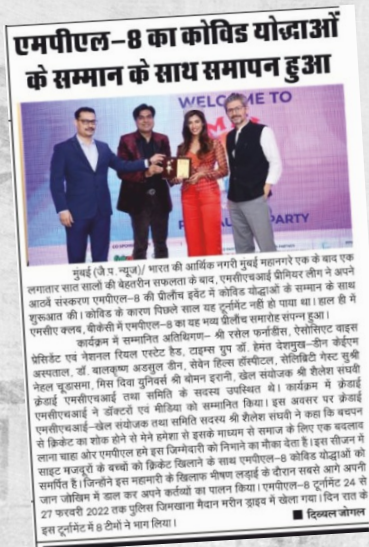 एमपीएल-8 का कोविड योद्धाओं
के सम्मान के साथ समापन हुआ
WELCOME TO
PARTY
मुंबई (जै.प. न्यूज)/ भारत की आर्थिक नगरी मुंबई महानगरे एक के बाद एक
लगातार सात सालों की बेहतरीन सफलता के बाद, एमसीएचआई प्रीमियर लीग ने अपने
आठवें संस्करण एमपीएल-8 की प्रीलॉंच इवेंट में कोविड योद्धाओं के सम्मान के साथ
शुरूआत की । कोविड के कारण पिछले साल यह टूर्नामेंट नही हो पाया था। हाल ही में
एमसीए क्लब, बीकेसी में एमपीएल-8 का यह भव्य प्रीलाँच समारोह संपन्न हुआ।
कार्यक्रम में सम्मानित अतिथिगण- श्री रसेल फर्नांडीस, ऐसोशिएट वाइस
प्रेसिडेंट एवं नेशनल रियल एस्टेट हैड, टाइम्स ग्रुप डॉ. हेमंत देशमुख-डीन केईएम
अस्पताल, डॉ. बालकृष्ण अडसुल डीन, सेवेन हिल्स हॉस्पीटल, सेलिब्रिटी गेस्ट सुश्री
नेहल चूडासमा, मिस दिवा युनिवर्स श्री बोमन इरानी, खेल संयोजक श्री शैलेश संघवी
क्रेडाई एमसीएचआई तथा समिति के सदस्य उपस्थित थे। कार्यक्रम में क्रेडाई
एमसीएचआई ने डॉक्टरों एवं मीडिया को सम्मानित किया। इस अवसर पर क्रेडाई
एमसीएचआई-खेल संयोजक तथा समिति सदस्य श्री शैलेश संघवी ने कहा कि बचपन
से क्रिकेट का शोक होने से मेने हमेशा से इसके माध्यम से समाज के लिए एक बदलाव
लाना चाहा ओर एमपीएल हमे इस जिम्मेदारी को निभाने का मौका देता है। इस सीजन में
साइट मजदूरों के बच्चों को क्रिकेट खिलाने के साथ एमपीएल-8 कोविड योद्धाओं को
समर्पित है। जिन्होंने इस महामारी के खिलाफ भीषण लड़ाई के दौरान सबसे आगे अपनी
जान जोखिम में डाल कर अपने कर्तव्यों का पालन किया। एमपीएल-8 टूर्नामेंट 24 से
27 फरवरी 2022 तक पुलिस जिमखाना मैदान मरीन ड्राइव में खेला गया। दिन रात के
इस टूर्नामेंट में 8 टीमों ने भाग लिया।
■ दिव्यल जोगल